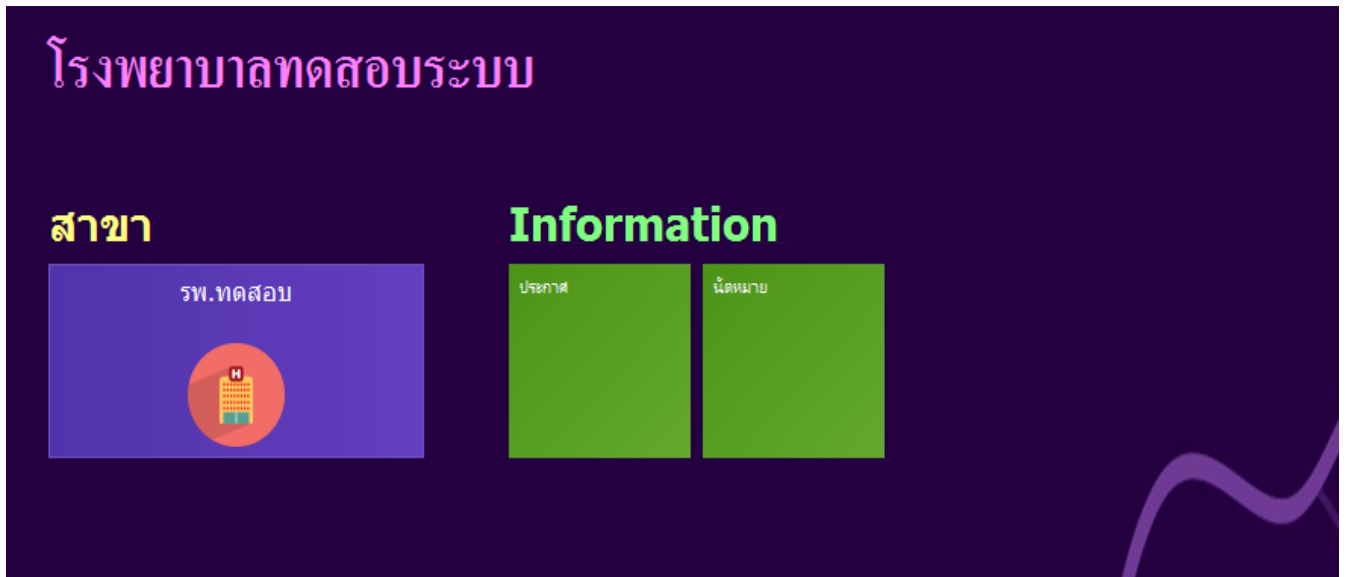 โรงพยาบาลทดสอบระบบ
สาขา
Information
รพ.ทดสอบ
ประกาศ
นัดหมาย
H